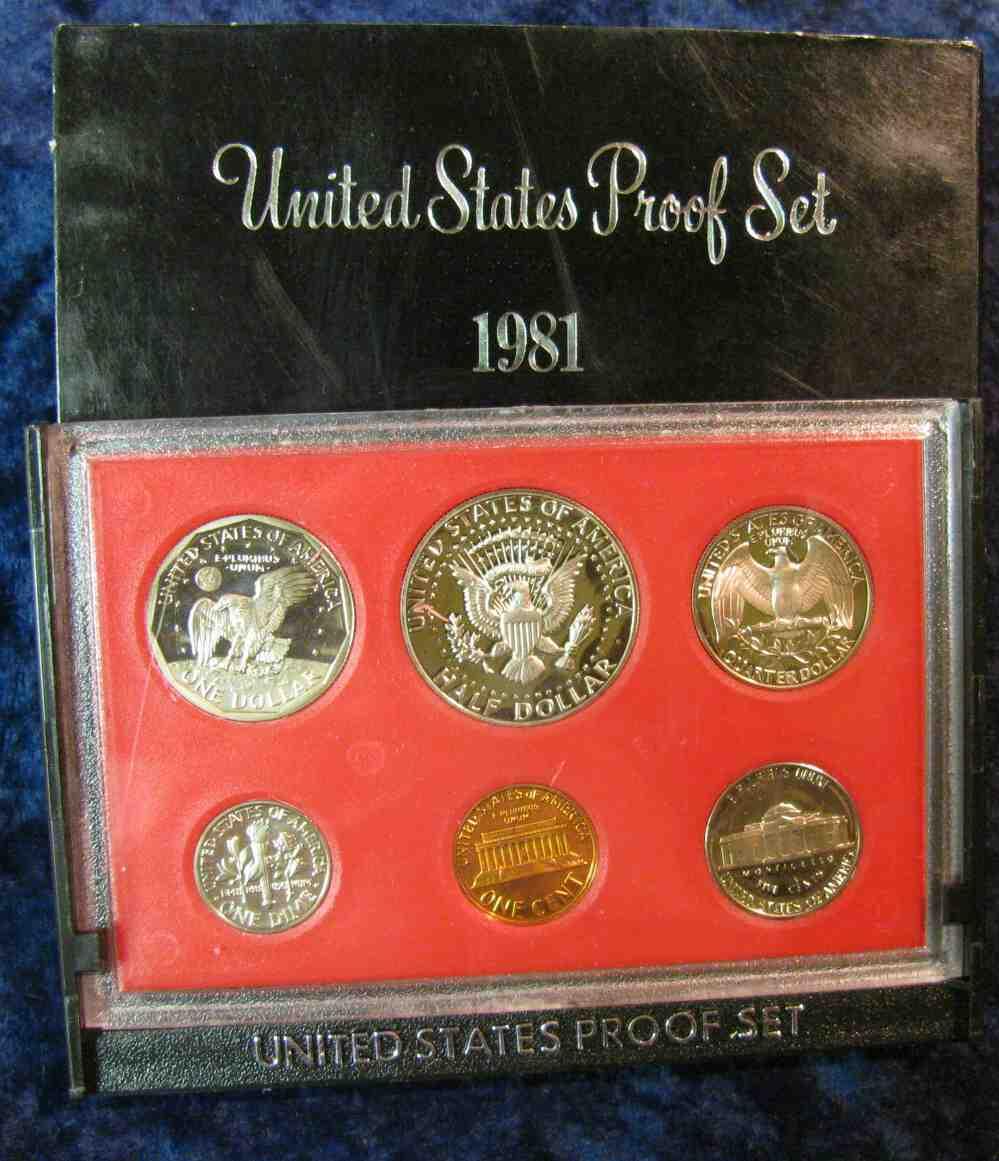 United States Proof Set
1981
UNITED STATES OF AMERICA
E·PLURIBUS
·UNUM·
ONE DOLLAR
UNITED STATES OF AMERICA
HALF DOLLAR
UNITED STATES OF AMERICA
E·PLURIBUS
UNUM
QUARTER DOLLAR
UNITED STATES OF AMERICA
ONE DIME
UNITED STATES OF AMERICA
E·PLURIBUS
UNUM
ONE CENT
E PLURIBUS UNUM
MONTICELLO
FIVE CENTS
UNITED STATES OF AMERICA
UNITED STATES PROOF SET